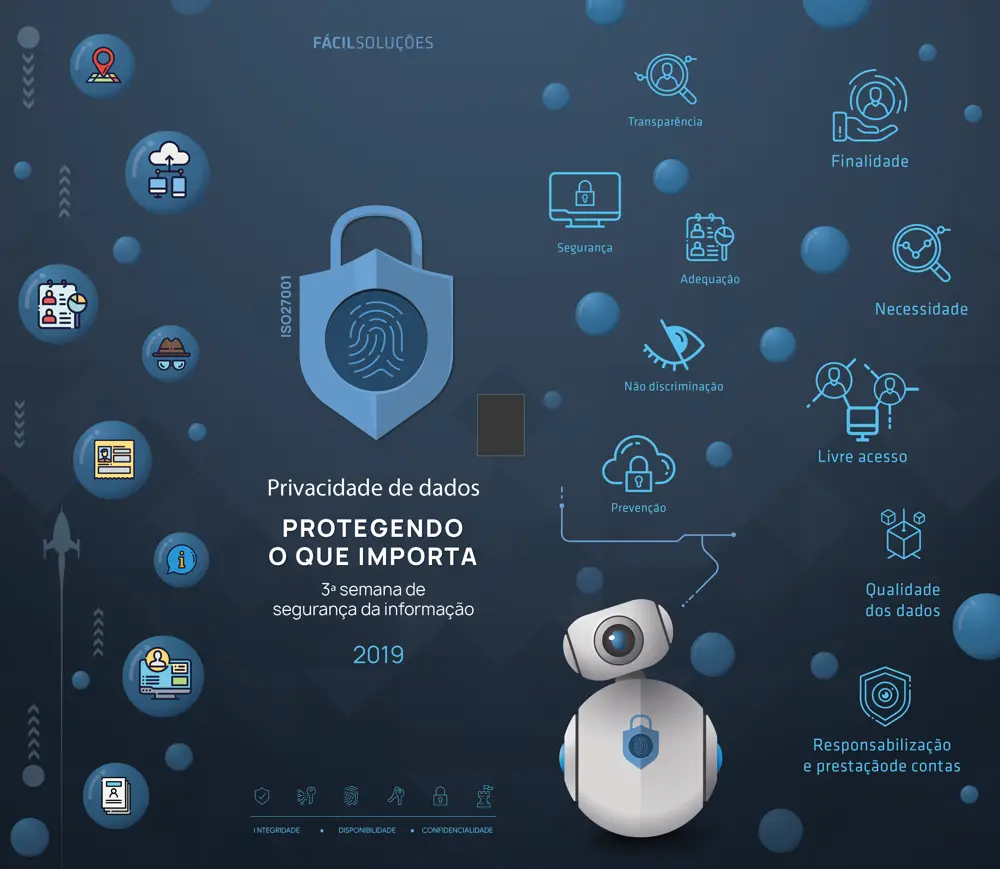 FÁCILSOLUÇÕES
ISO27001
Privacidade de dados
PROTEGENDO
O QUE IMPORTA
3ª semana de
segurança da informação
2019
INTEGRIDADE • DISPONIBILIDADE • CONFIDENCIALIDADE
Transparência
Finalidade
Segurança
Adequação
Necessidade
Não discriminação
Livre acesso
Prevenção
Qualidade
dos dados
Responsabilização
e prestaçãode contas